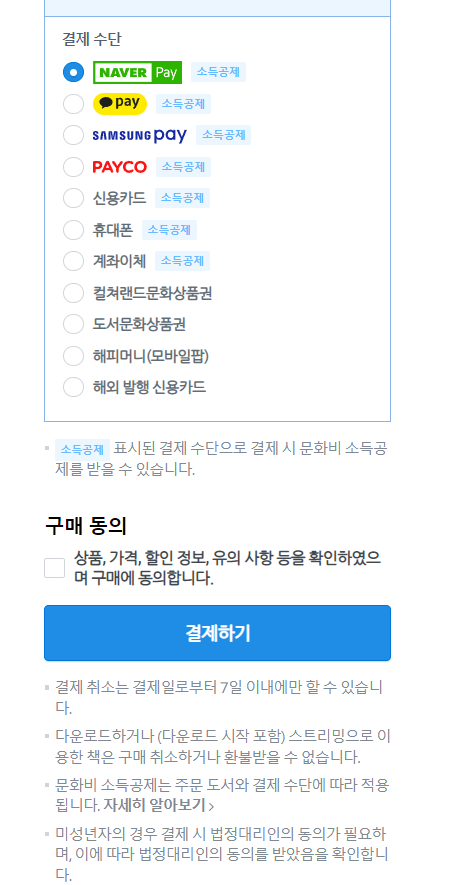 결제 수단
NAVER Pay 소득공제
pay 소득공제
SAMSUNG pay 소득공제
PAYCO 소득공제
신용카드 소득공제
휴대폰 소득공제
계좌이체 소득공제
컬쳐랜드문화상품권
도서문화상품권
해피머니(모바일팝)
해외 발행 신용카드
소득공제 표시된 결제 수단으로 결제 시 문화비 소득공
제를 받을 수 있습니다.
구매 동의
상품, 가격, 할인 정보, 유의 사항 등을 확인하였으
며 구매에 동의합니다.
결제하기
결제 취소는 결제일로부터 7일 이내에만 할 수 있습니
다.
다운로드하거나 (다운로드 시작 포함) 스트리밍으로 이
용한 책은 구매 취소하거나 환불받을 수 없습니다.
문화비 소득공제는 주문 도서와 결제 수단에 따라 적용
됩니다. 자세히 알아보기 >
미성년자의 경우 결제 시 법정대리인의 동의가 필요하
며, 이에 따라 법정대리인의 동의를 받았음을 확인합니
다.